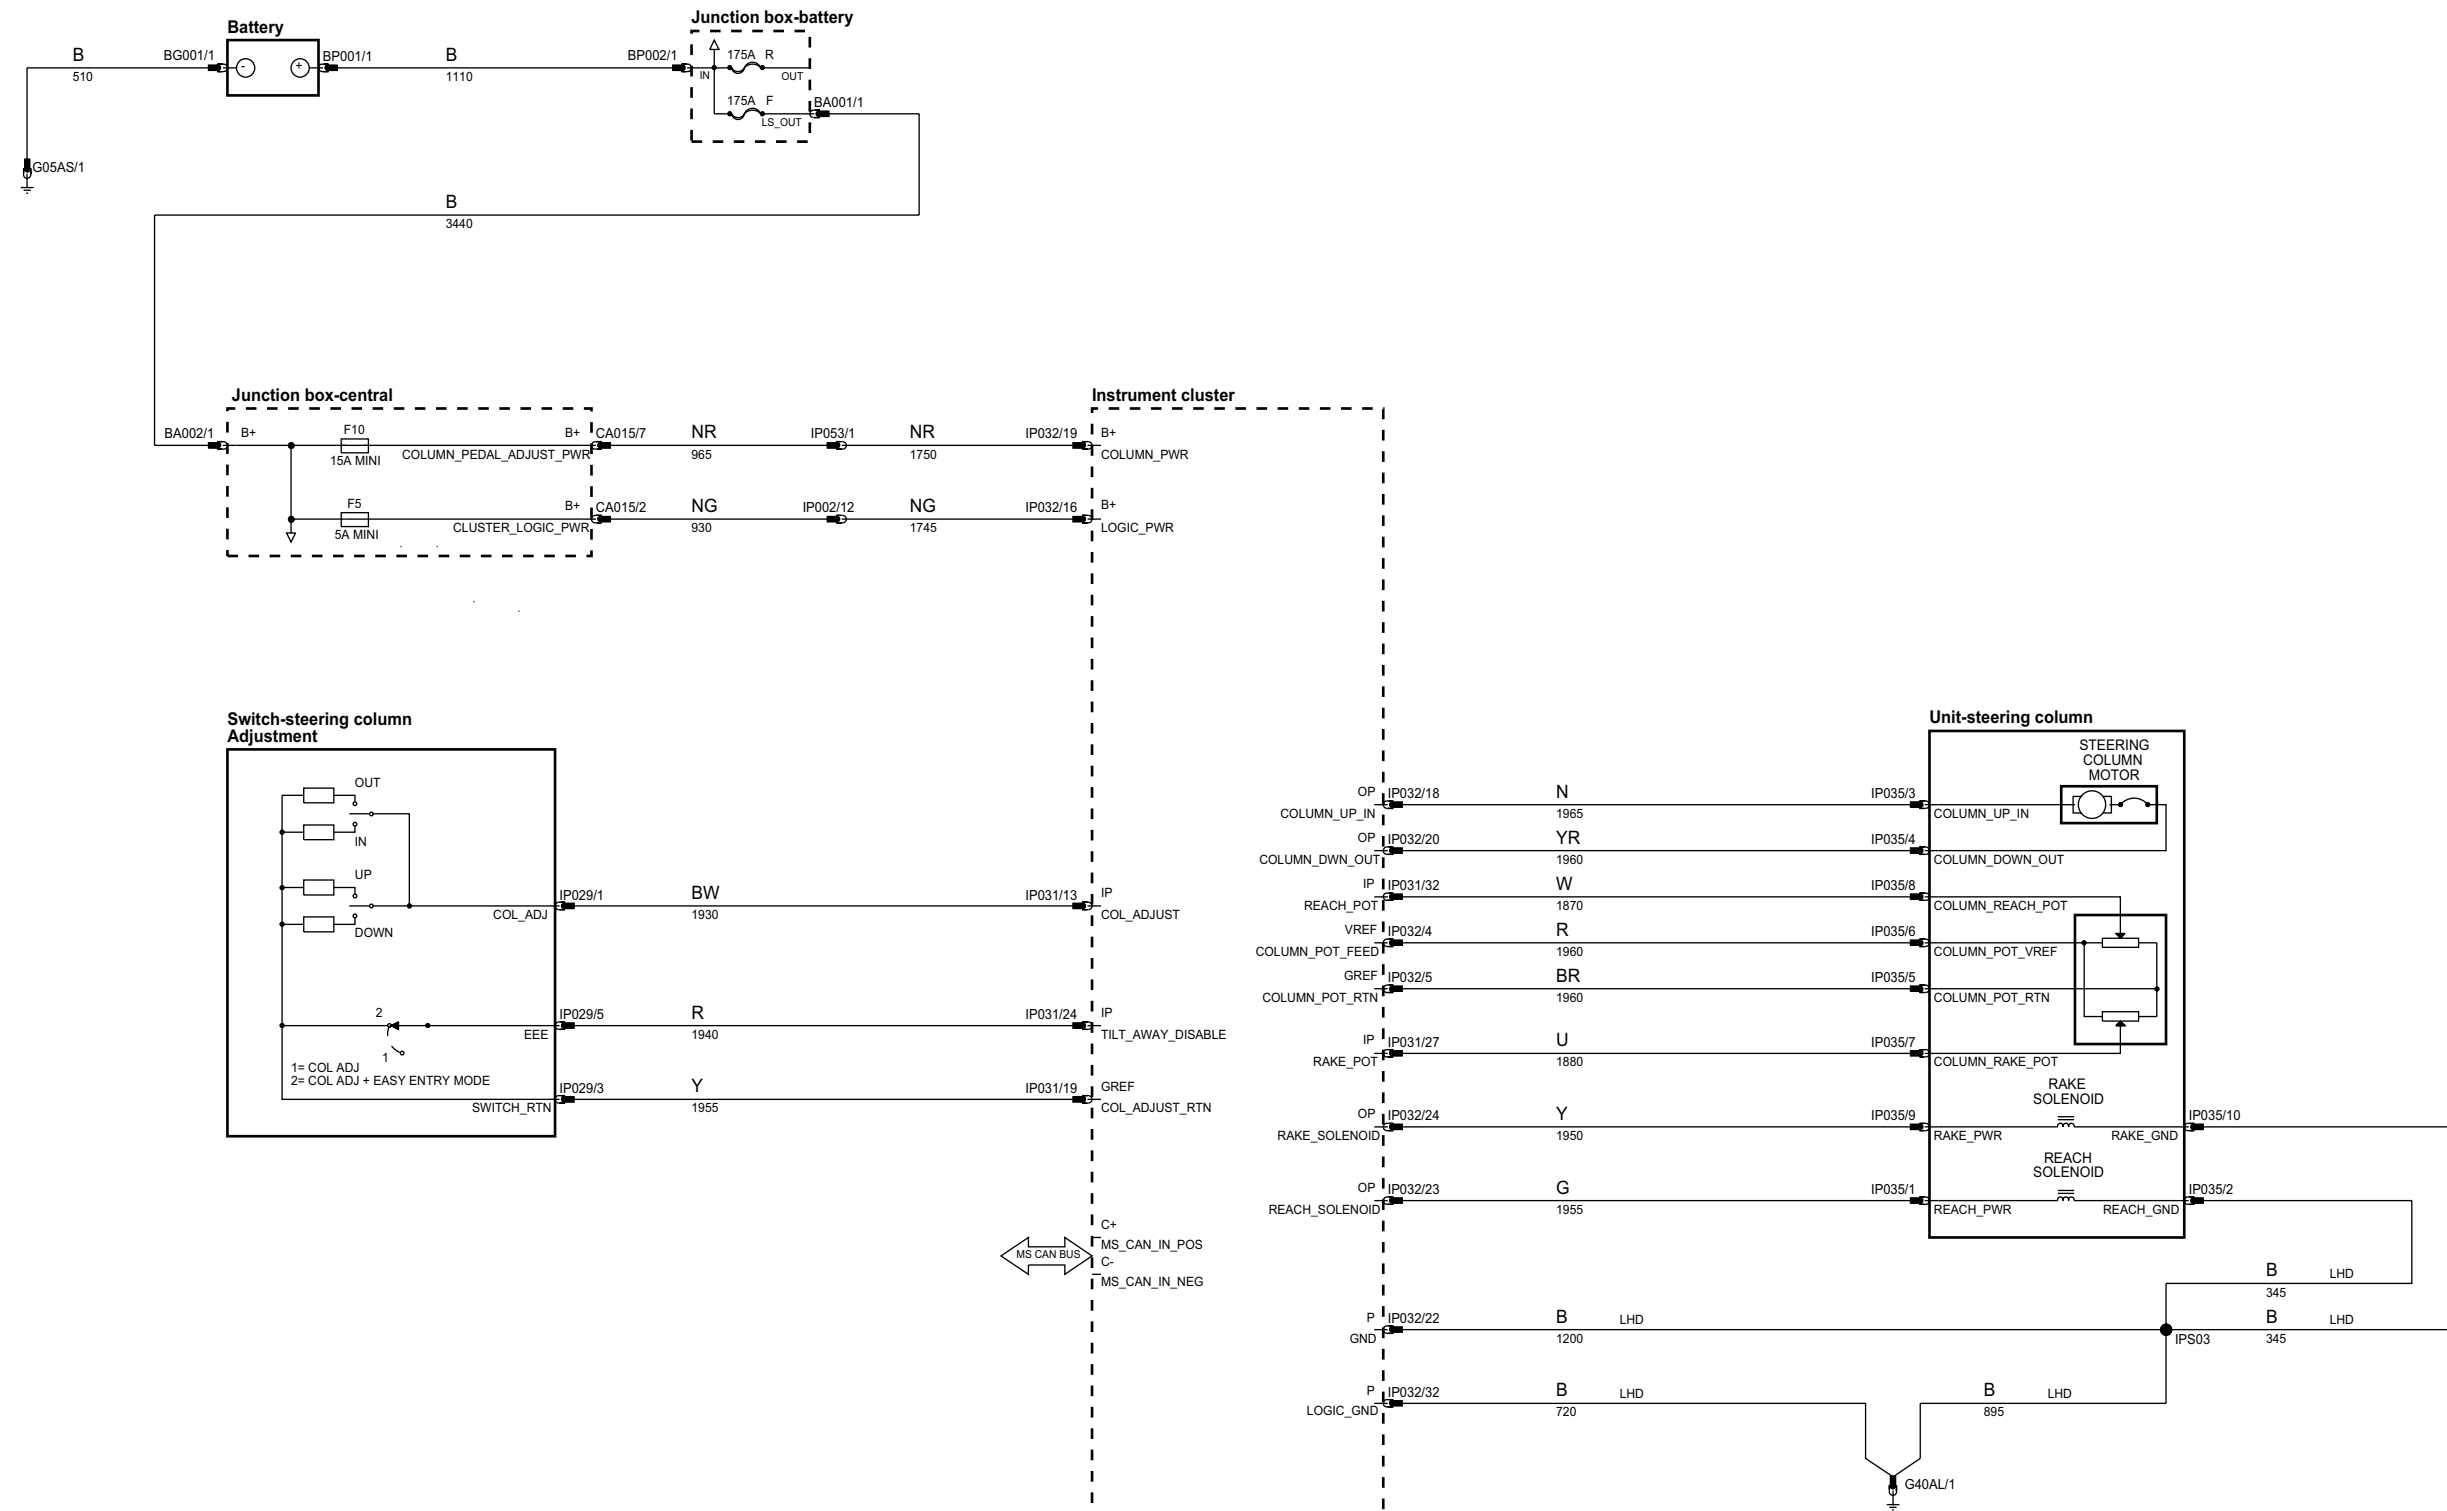 Junction box-battery
Battery
B
510
BG001/1
-
+
BP001/1
B
1110
BP002/1
IN
175A R
OUT
175A F
LS_OUT
BA001/1
G05AS/1
B
3440
Junction box-central
Instrument cluster
BA002/1
B+
F10
15A MINI
B+
COLUMN_PEDAL_ADJUST_PWR
CA015/7
NR
965
IP053/1
NR
1750
IP032/19
B+
COLUMN_PWR
F5
5A MINI
B+
CLUSTER_LOGIC_PWR
CA015/2
NG
930
IP002/12
NG
1745
IP032/16
B+
LOGIC_PWR
Switch-steering column
Adjustment
OUT
IN
UP
DOWN
COL_ADJ
IP029/1
BW
1930
IP031/13
IP
COL_ADJUST
2
1
1= COL ADJ
2= COL ADJ + EASY ENTRY MODE
EEE
IP029/5
R
1940
IP031/24
IP
TILT_AWAY_DISABLE
SWITCH_RTN
IP029/3
Y
1955
IP031/19
GREF
COL_ADJUST_RTN
MS CAN BUS
C+
MS_CAN_IN_POS
C-
MS_CAN_IN_NEG
Unit-steering column
STEERING
COLUMN
MOTOR
OP
COLUMN_UP_IN
IP032/18
N
1965
IP035/3
COLUMN_UP_IN
OP
COLUMN_DWN_OUT
IP032/20
YR
1960
IP035/4
COLUMN_DOWN_OUT
IP
REACH_POT
IP031/32
W
1870
IP035/8
COLUMN_REACH_POT
VREF
COLUMN_POT_FEED
IP032/4
R
1960
IP035/6
COLUMN_POT_VREF
GREF
COLUMN_POT_RTN
IP032/5
BR
1960
IP035/5
COLUMN_POT_RTN
IP
RAKE_POT
IP031/27
U
1880
IP035/7
COLUMN_RAKE_POT
RAKE
SOLENOID
OP
RAKE_SOLENOID
IP032/24
Y
1950
IP035/9
RAKE_PWR
RAKE_GND
IP035/10
REACH
SOLENOID
OP
REACH_SOLENOID
IP032/23
G
1955
IP035/1
REACH_PWR
REACH_GND
IP035/2
B
345
LHD
P
GND
IP032/22
B
1200
LHD
IPS03
B
345
LHD
P
LOGIC_GND
IP032/32
B
720
LHD
B
895
LHD
G40AL/1